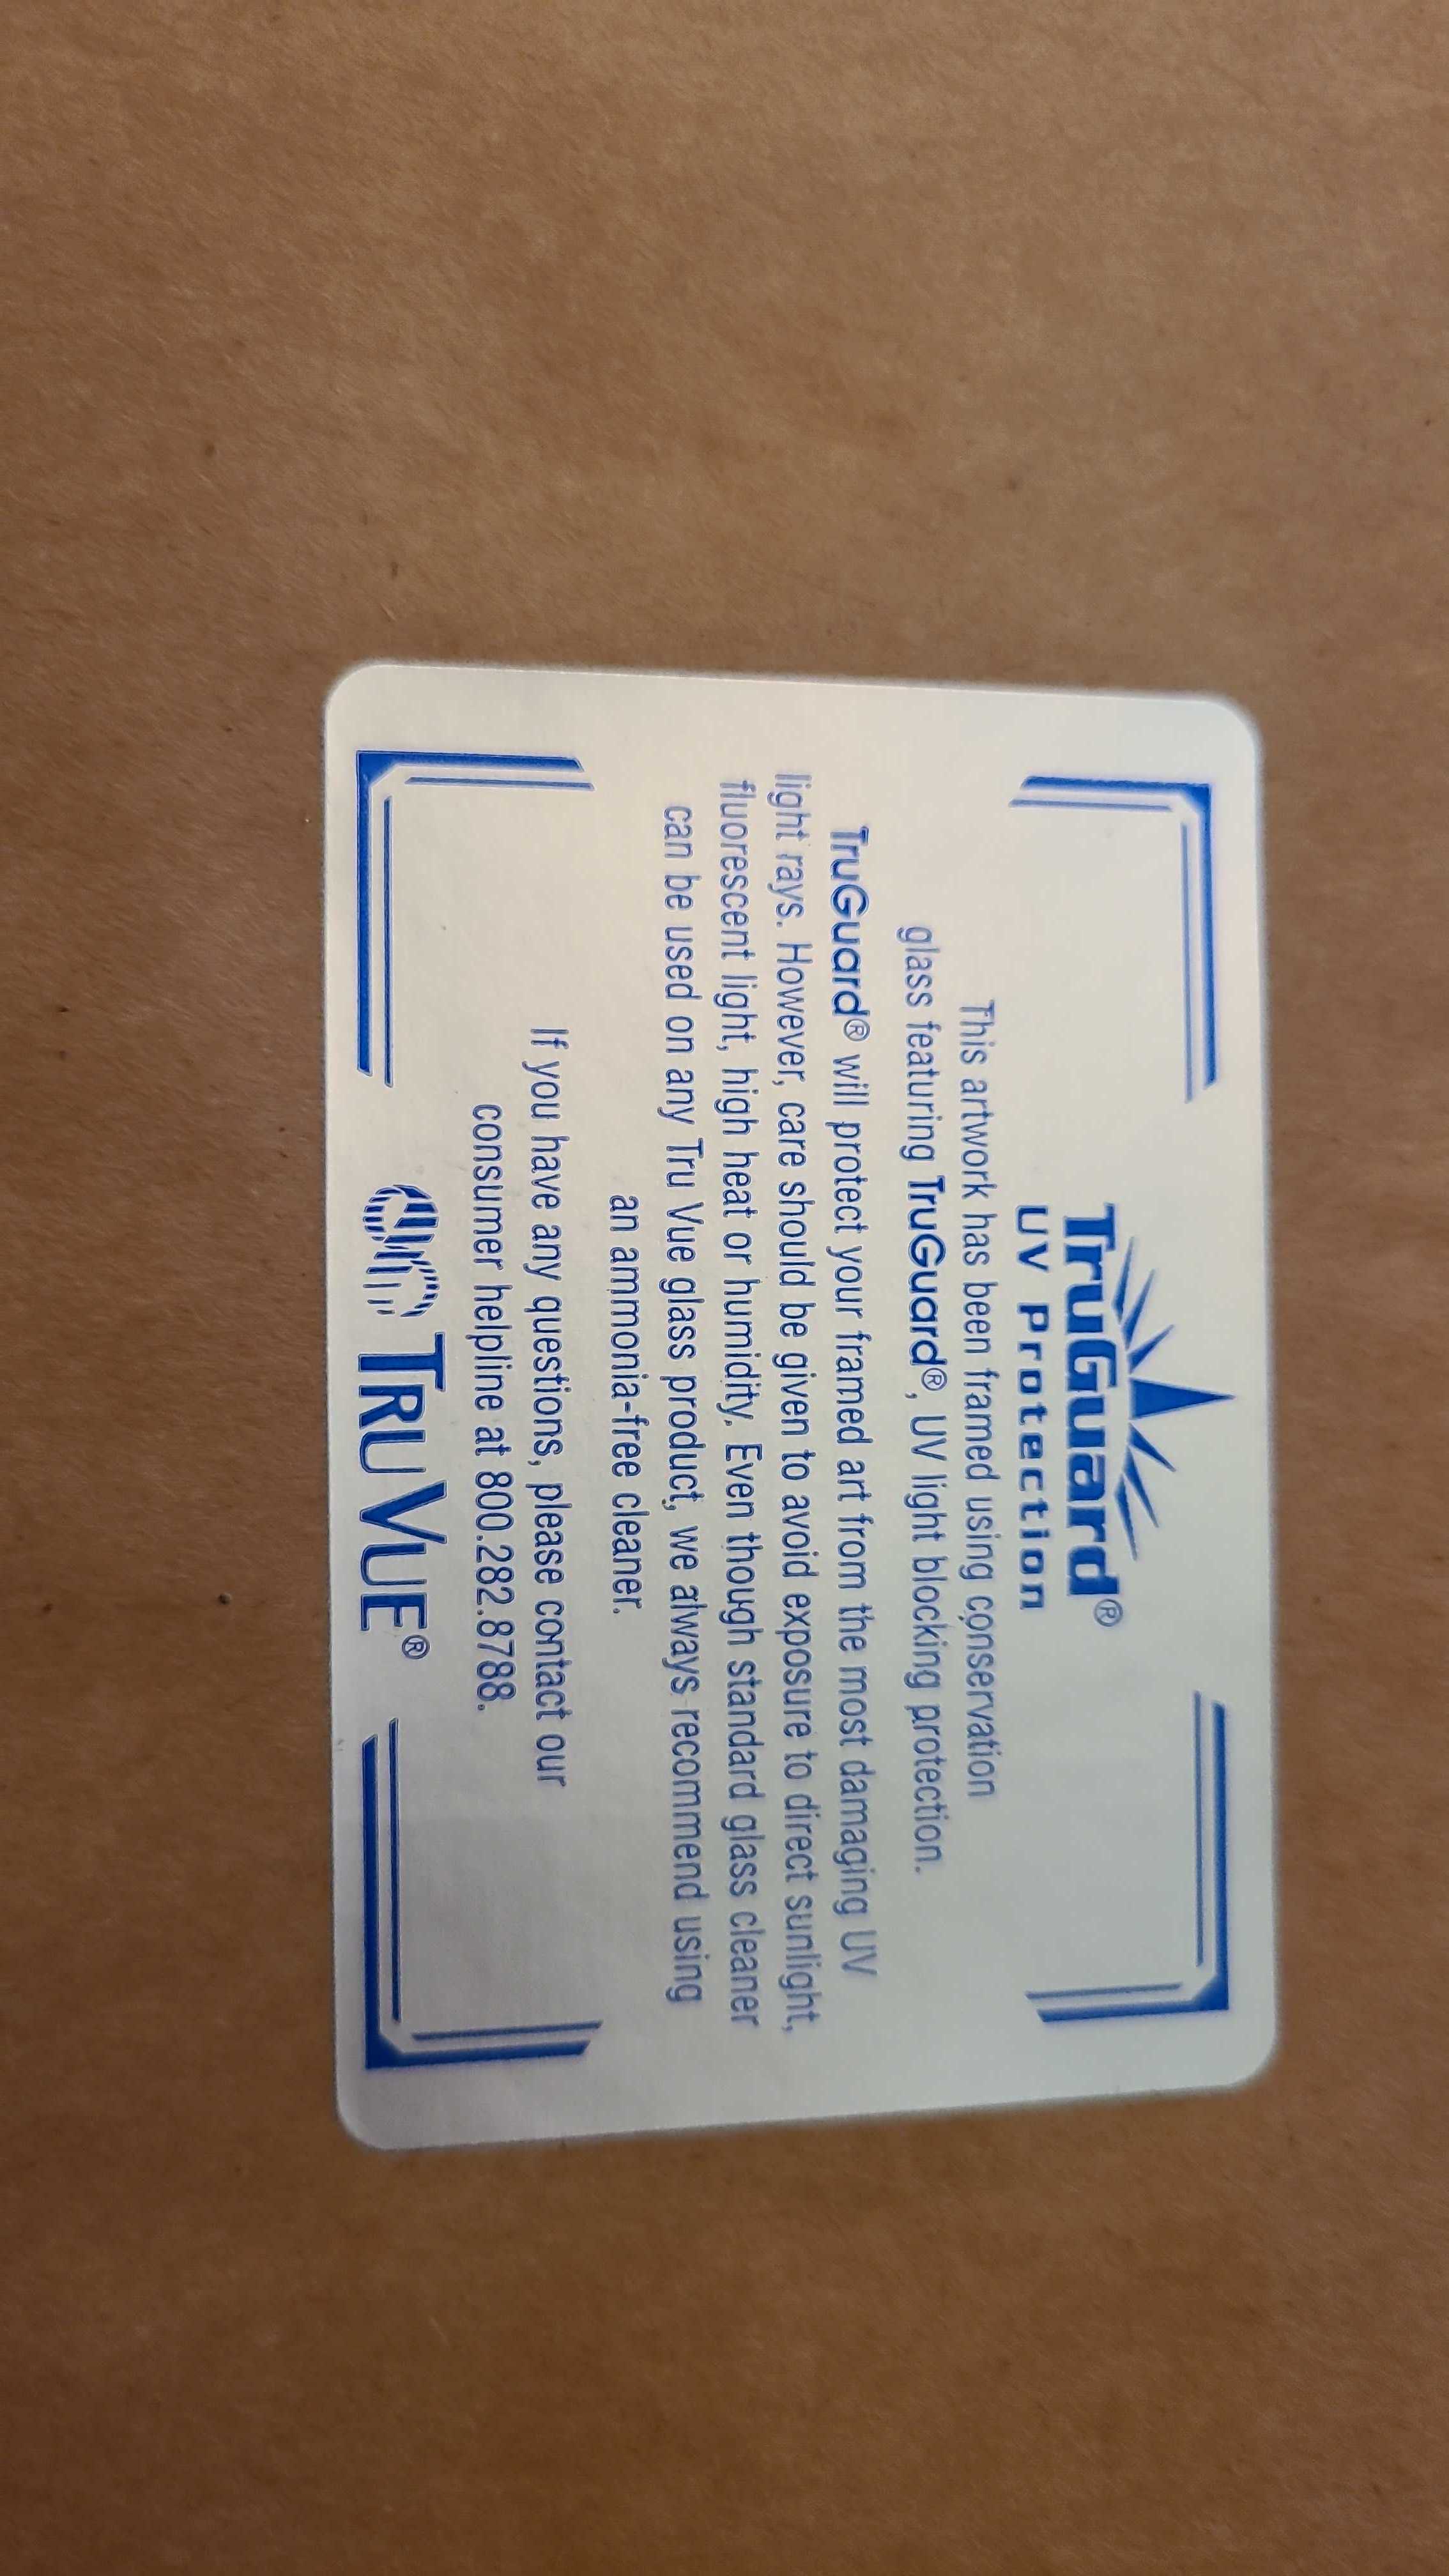 TruGuard®
UV Protection
This artwork has been framed using conservation
glass featuring TruGuard®, UV light blocking protection.
TruGuard® will protect your framed art from the most damaging UV
light rays. However, care should be given to avoid exposure to direct sunlight,
fluorescent light, high heat or humidity. Even though standard glass cleaner
can be used on any Tru Vue glass product, we always recommend using
an ammonia-free cleaner.
If you have any questions, please contact our
consumer helpline at 800.282.8788.
TRU VUE®